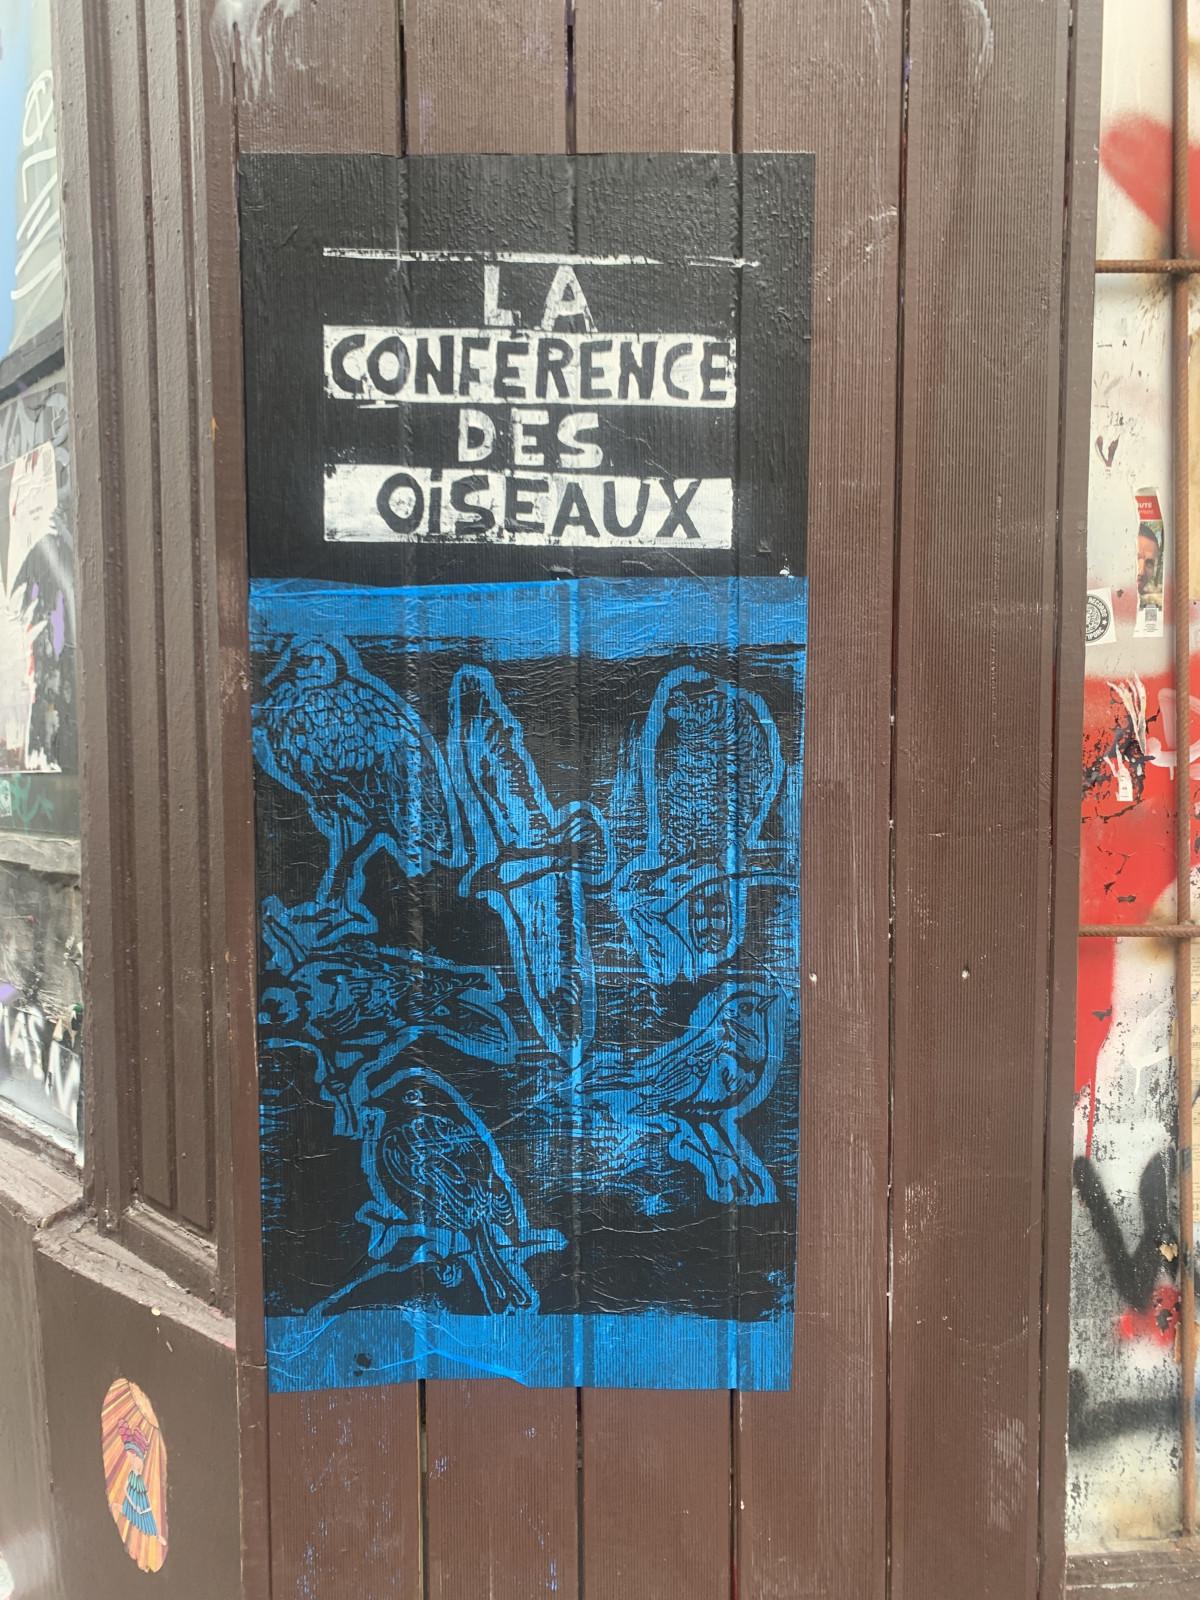 LA
CONFÉRENCE
DES
OiSEAUX